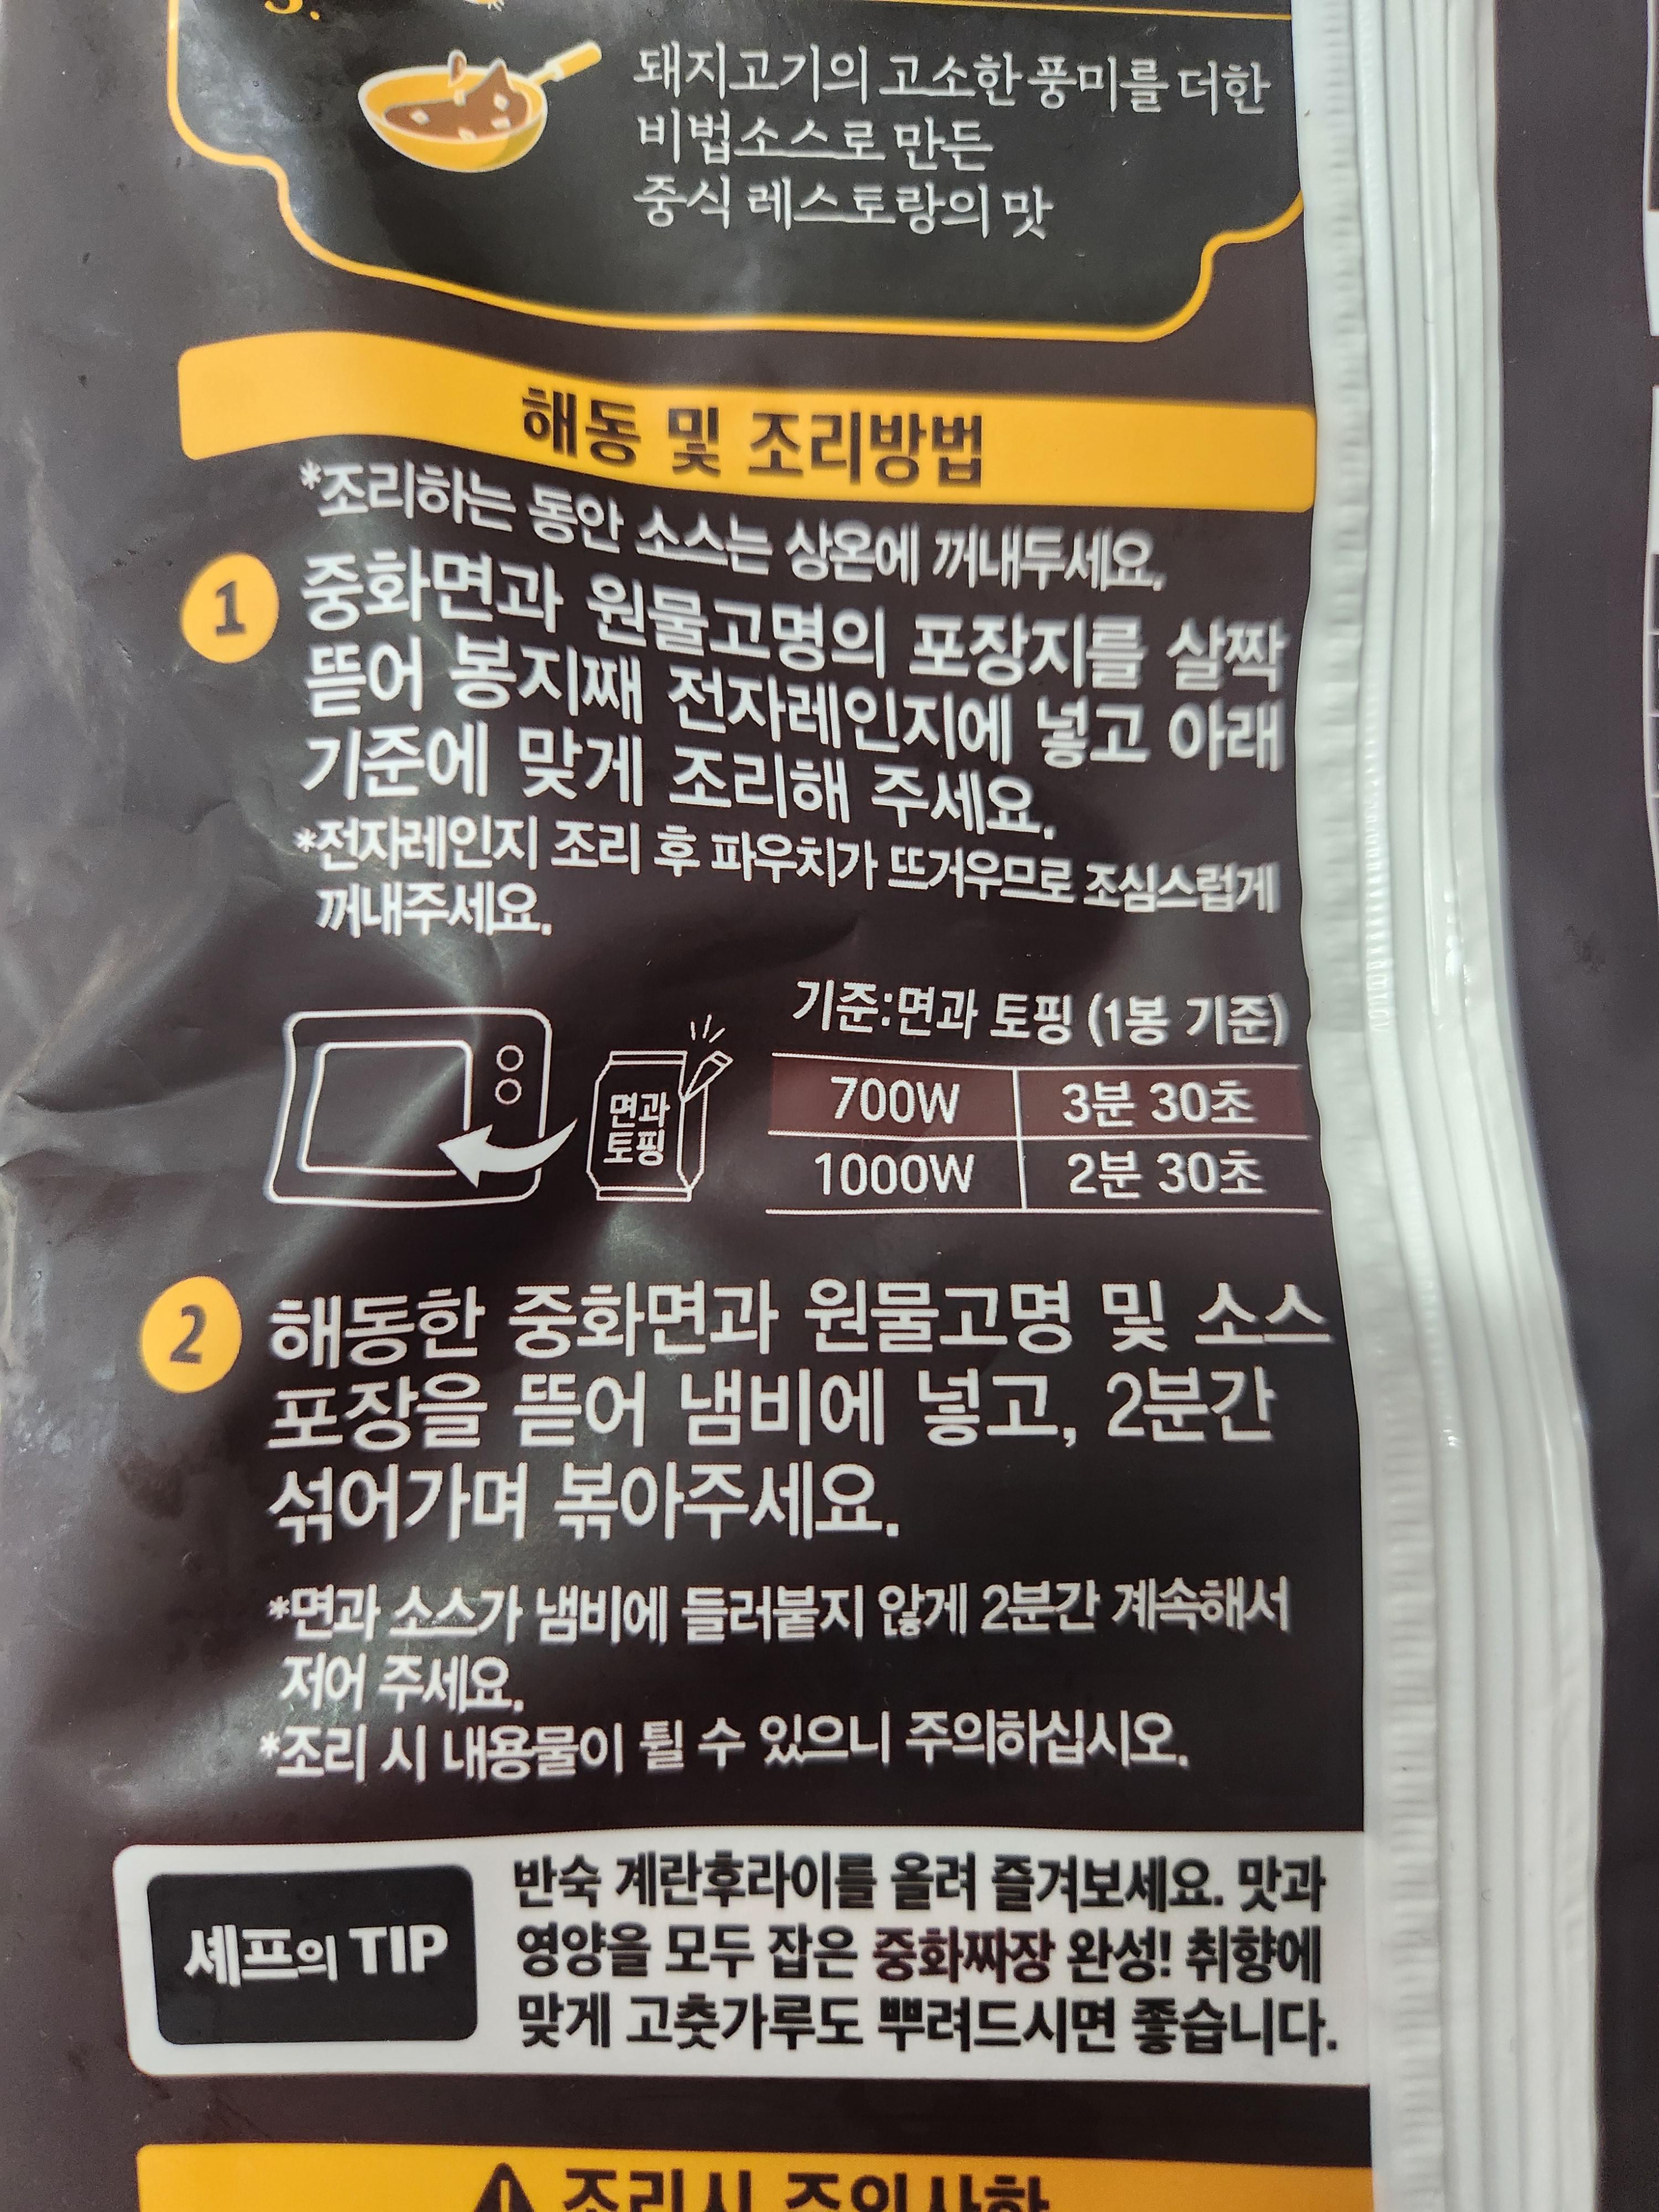 3.
돼지고기의 고소한 풍미를 더한
비법소스로 만든
중식 레스토랑의 맛
해동 및 조리방법
*조리하는 동안 소스는 상온에 꺼내두세요.
1 중화면과 원물고명의 포장지를 살짝
뜯어 봉지째 전자레인지에 넣고 아래
기준에 맞게 조리해 주세요.
*전자레인지 조리 후 파우치가 뜨거우므로 조심스럽게
꺼내주세요.
기준:면과 토핑 (1봉 기준)
면과
토핑
700W 3분 30초
1000W 2분 30초
2 해동한 중화면과 원물고명 및 소스
포장을 뜯어 냄비에 넣고, 2분간
섞어가며 볶아주세요.
*면과 소스가 냄비에 들러붙지 않게 2분간 계속해서
저어 주세요.
*조리 시 내용물이 튈 수 있으니 주의하십시오.
셰프의 TIP
반숙 계란후라이를 올려 즐겨보세요. 맛과
영양을 모두 잡은 중화짜장 완성! 취향에
맞게 고춧가루도 뿌려드시면 좋습니다.
조리시 주의사항